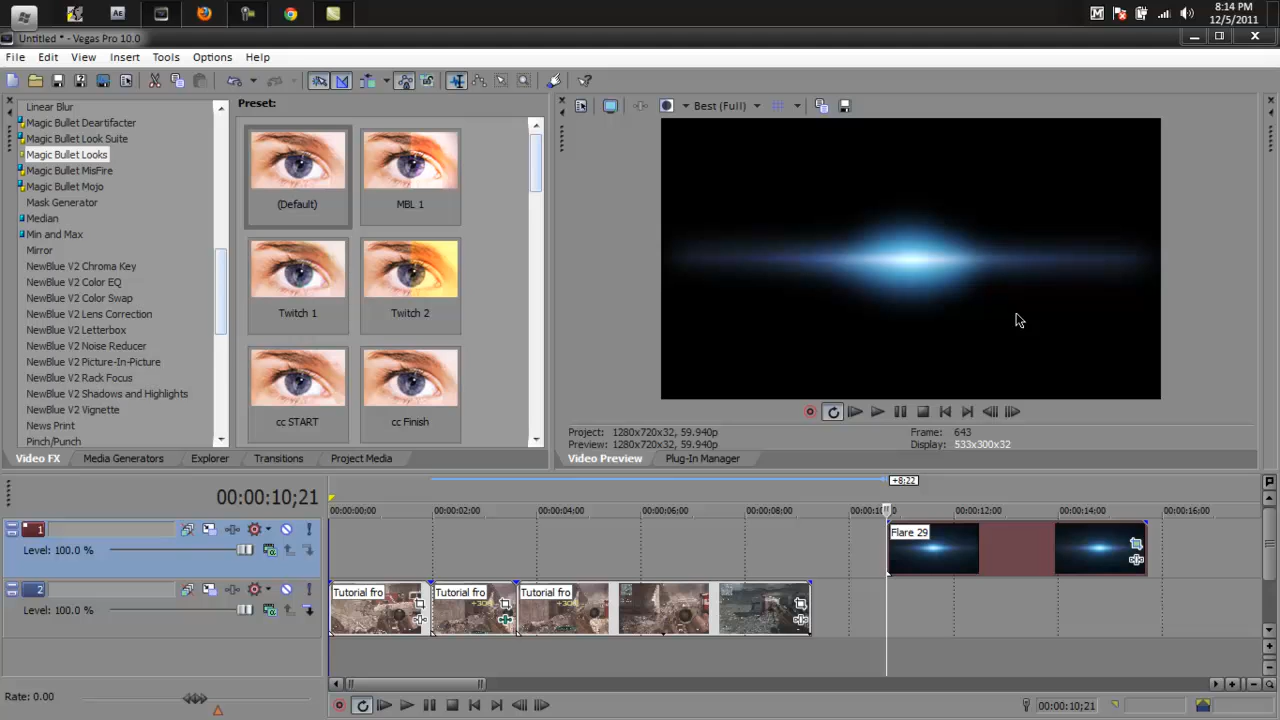 AE
M
8:14 PM
12/5/2011
Untitled * - Vegas Pro 10.0
File Edit View Insert Tools Options Help
Linear Blur
Magic Bullet Deartifacter
Magic Bullet Look Suite
Magic Bullet Looks
Magic Bullet MisFire
Magic Bullet Mojo
Mask Generator
Median
Min and Max
Mirror
NewBlue V2 Chroma Key
NewBlue V2 Color EQ
NewBlue V2 Color Swap
NewBlue V2 Lens Correction
NewBlue V2 Letterbox
NewBlue V2 Noise Reducer
NewBlue V2 Picture-In-Picture
NewBlue V2 Rack Focus
NewBlue V2 Shadows and Highlights
NewBlue V2 Vignette
News Print
Pinch/Punch
Preset:
(Default) MBL 1
Twitch 1 Twitch 2
cc START cc Finish
Best (Full)
Project: 1280x720x32, 59.940p Frame: 643
Preview: 1280x720x32, 59.940p Display: 533x300x32
Video FX Media Generators Explorer Transitions Project Media
Video Preview Plug-In Manager
+8;22
00:00:10;21
00:00:00;00 00:00:02;00 00:00:04;00 00:00:06;00 00:00:08;00 00:00:12;00 00:00:14;00 00:00:16;00
1
Level: 100.0 %
Flare 29
2
Level: 100.0 %
Tutorial fro Tutorial fro Tutorial fro
Rate: 0.00
00:00:10;21